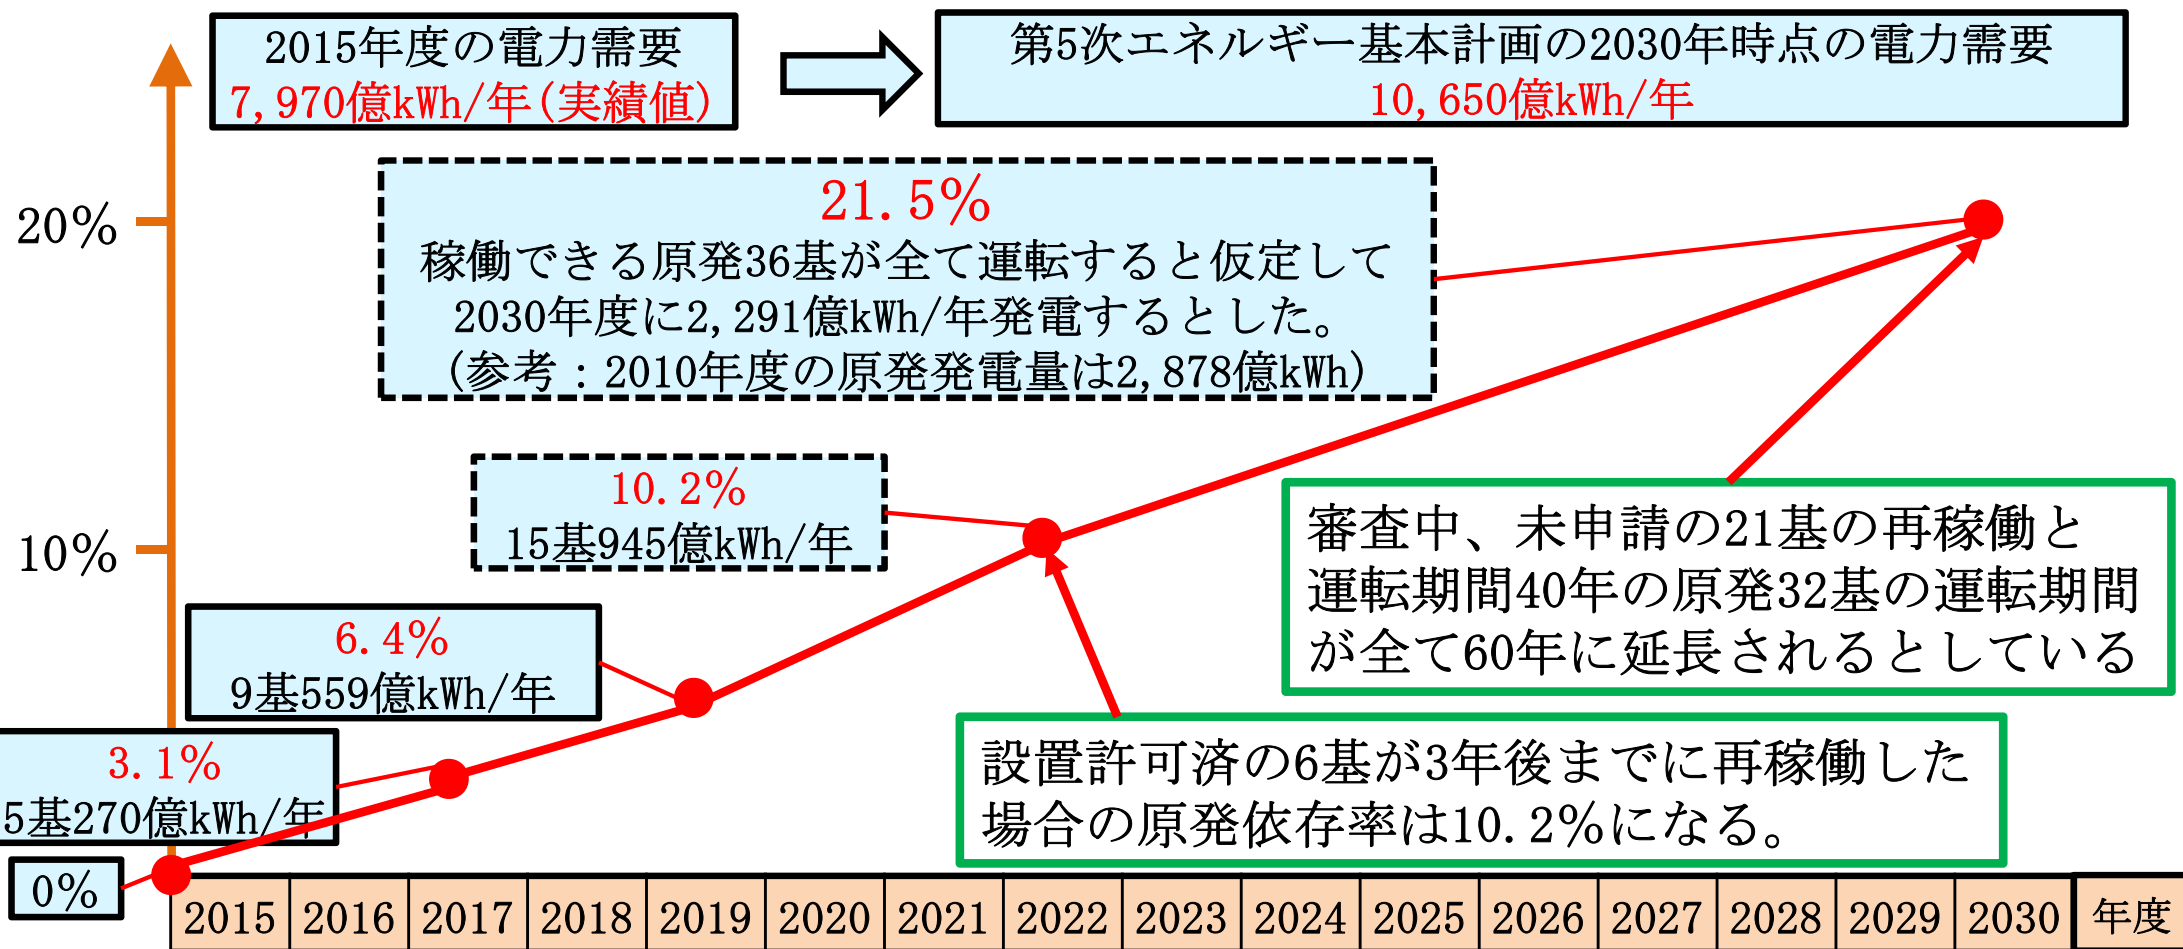 2015年度の電力需要
7,970億kWh/年(実績値)
第5次エネルギー基本計画の2030年時点の電力需要
10,650億kWh/年
20%
21.5%
稼働できる原発36基が全て運転すると仮定して
2030年度に2,291億kWh/年発電するとした。
(参考:2010年度の原発発電量は2,878億kWh)
10%
10.2%
15基945億kWh/年
審査中、未申請の21基の再稼働と
運転期間40年の原発32基の運転期間
が全て60年に延長されるとしている
6.4%
9基559億kWh/年
設置許可済の6基が3年後までに再稼働した
場合の原発依存率は10.2%になる。
3.1%
5基270億kWh/年
0%
2015 2016 2017 2018 2019 2020 2021 2022 2023 2024 2025 2026 2027 2028 2029 2030 年度